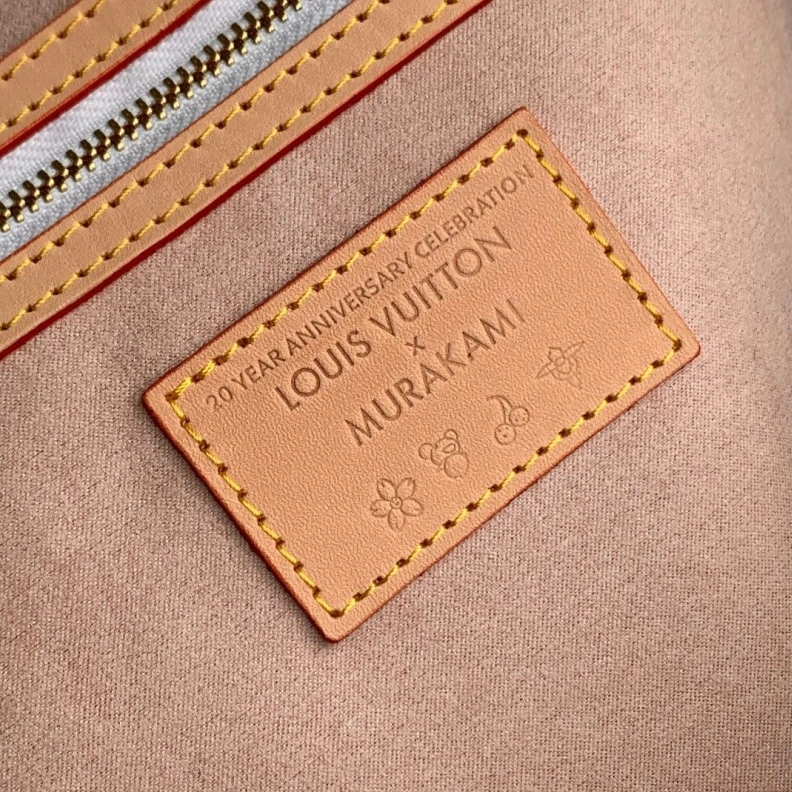 20 YEAR ANNIVERSARY CELEBRATION
LOUIS VUITTON
×
MURAKAMI